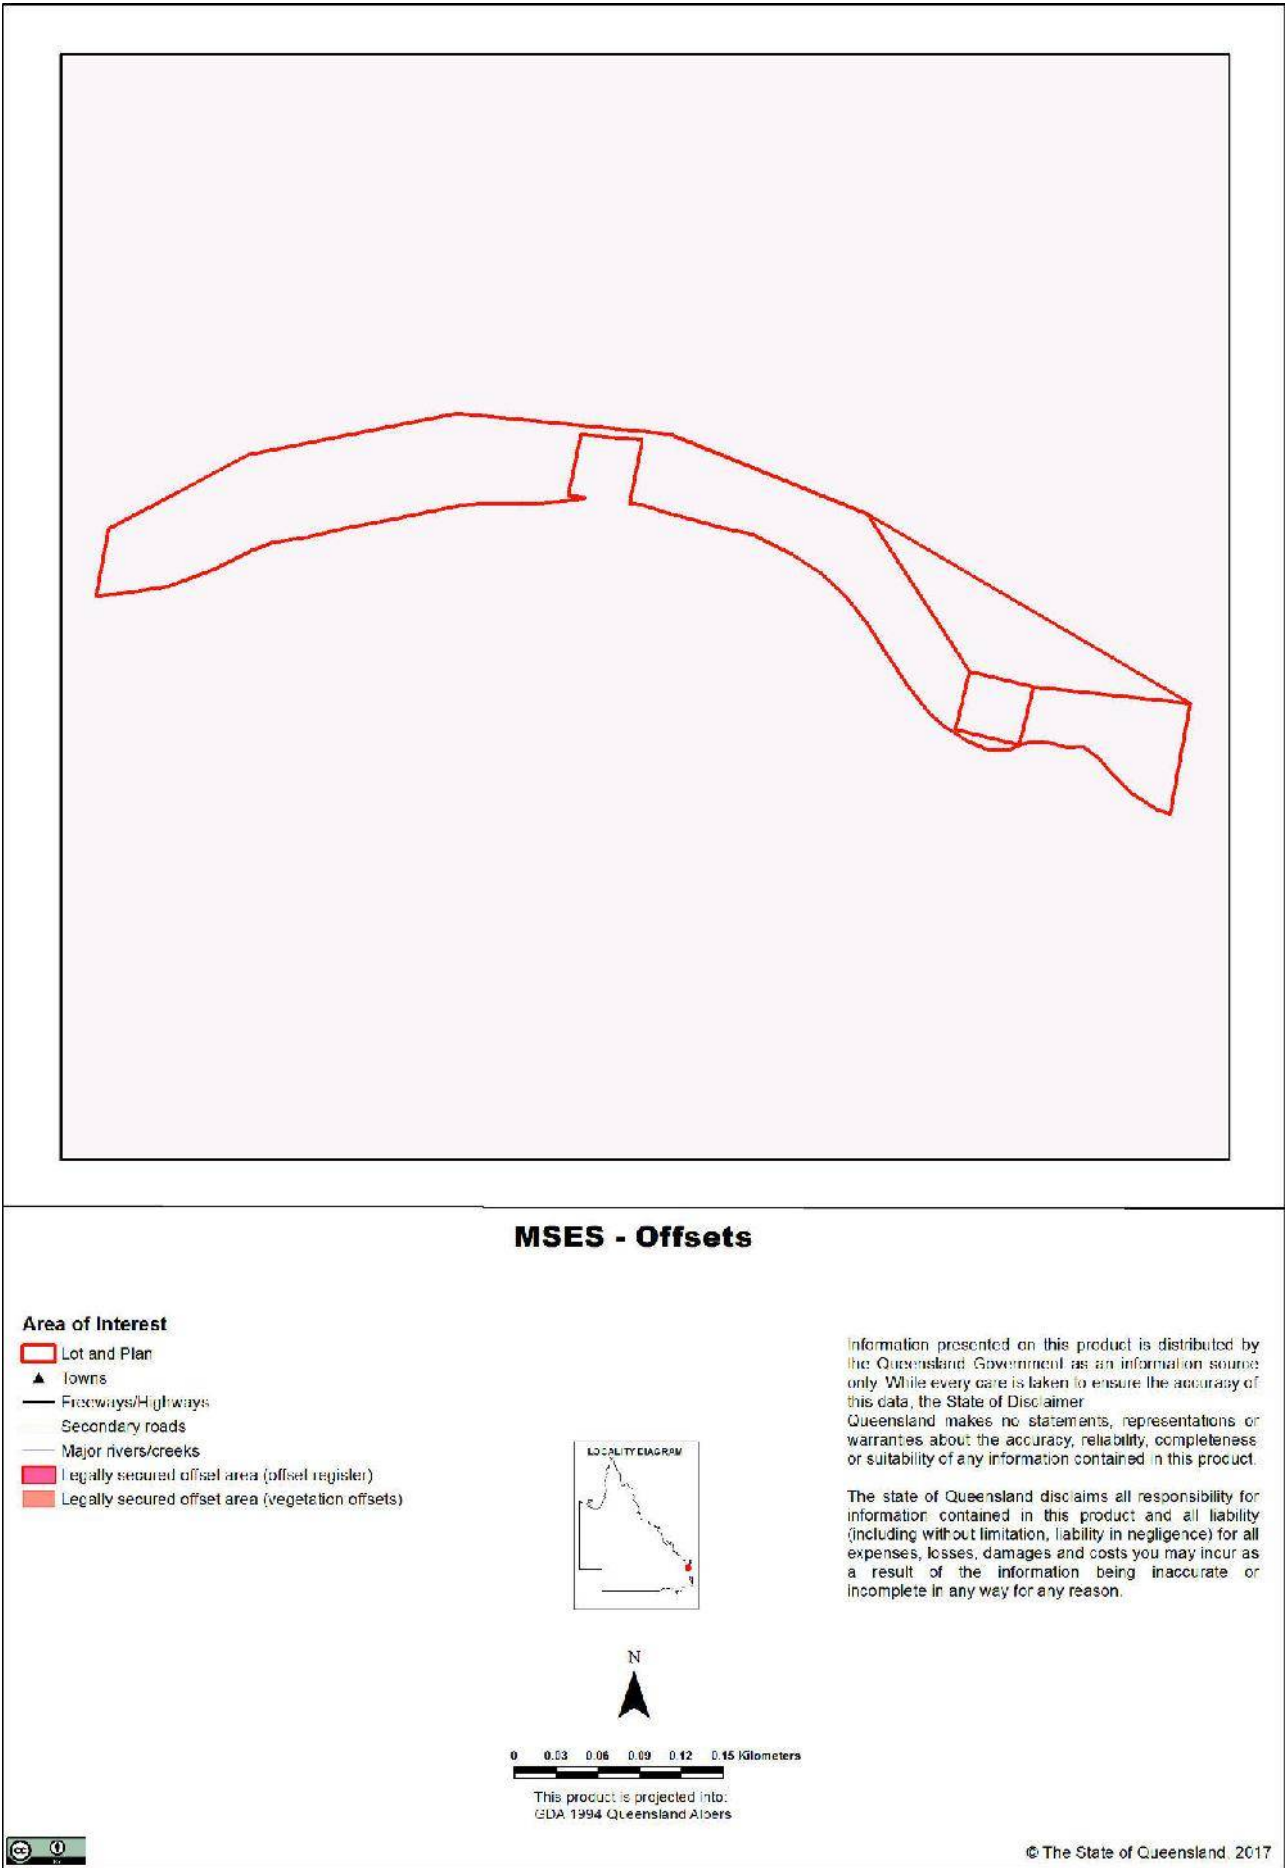 MSES - Offsets
Area of Interest
Lot and Plan
Towns
Freeways/Highways
Secondary roads
Major rivers/creeks
Legally secured offset area (offset register)
Legally secured offset area (vegetation offsets)
LOCALITY DIAGRAM
N
0 0.03 0.06 0.09 0.12 0.15 Kilometers
This product is projected into:
GDA 1994 Queensland Albers
Information presented on this product is distributed by
the Queensland Government as an information source
only. While every care is taken to ensure the accuracy of
this data, the State of Disclaimer
Queensland makes no statements, representations or
warranties about the accuracy, reliability, completeness
or suitability of any information contained in this product.
The state of Queensland disclaims all responsibility for
information contained in this product and all liability
(including without limitation, liability in negligence) for all
expenses, losses, damages and costs you may incur as
a result of the information being inaccurate or
incomplete in any way for any reason.
cc
© The State of Queensland, 2017